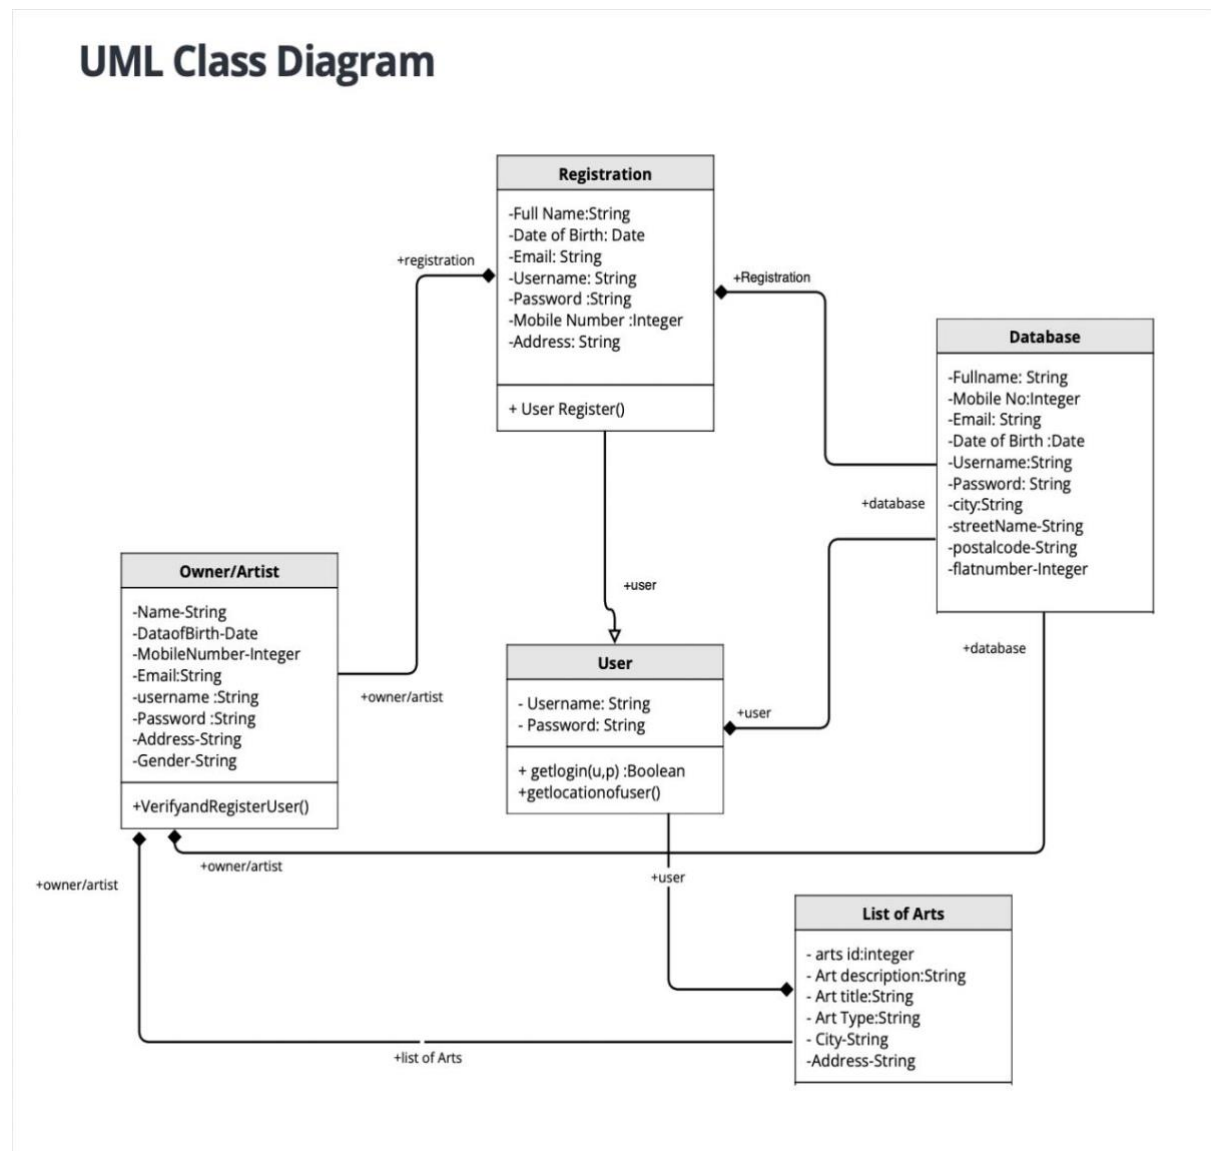 UML Class Diagram
Registration
-Full Name:String
-Date of Birth: Date
-Email: String
-Username: String
-Password :String
-Mobile Number :Integer
-Address: String
+ User Register()
+registration
+Registration
Database
-Fullname: String
-Mobile No:Integer
-Email: String
-Date of Birth :Date
-Username:String
-Password: String
-city:String
-streetName-String
-postalcode-String
-flatnumber-Integer
+database
+user
Owner/Artist
-Name-String
-DataofBirth-Date
-MobileNumber-Integer
-Email:String
-username :String
-Password :String
-Address-String
-Gender-String
+VerifyandRegisterUser()
+owner/artist
User
- Username: String
- Password: String
+ getlogin(u,p) :Boolean
+getlocationofuser()
+user
+database
+owner/artist
+owner/artist
+user
List of Arts
- arts id:integer
- Art description:String
- Art title:String
- Art Type:String
- City-String
-Address-String
+list of Arts